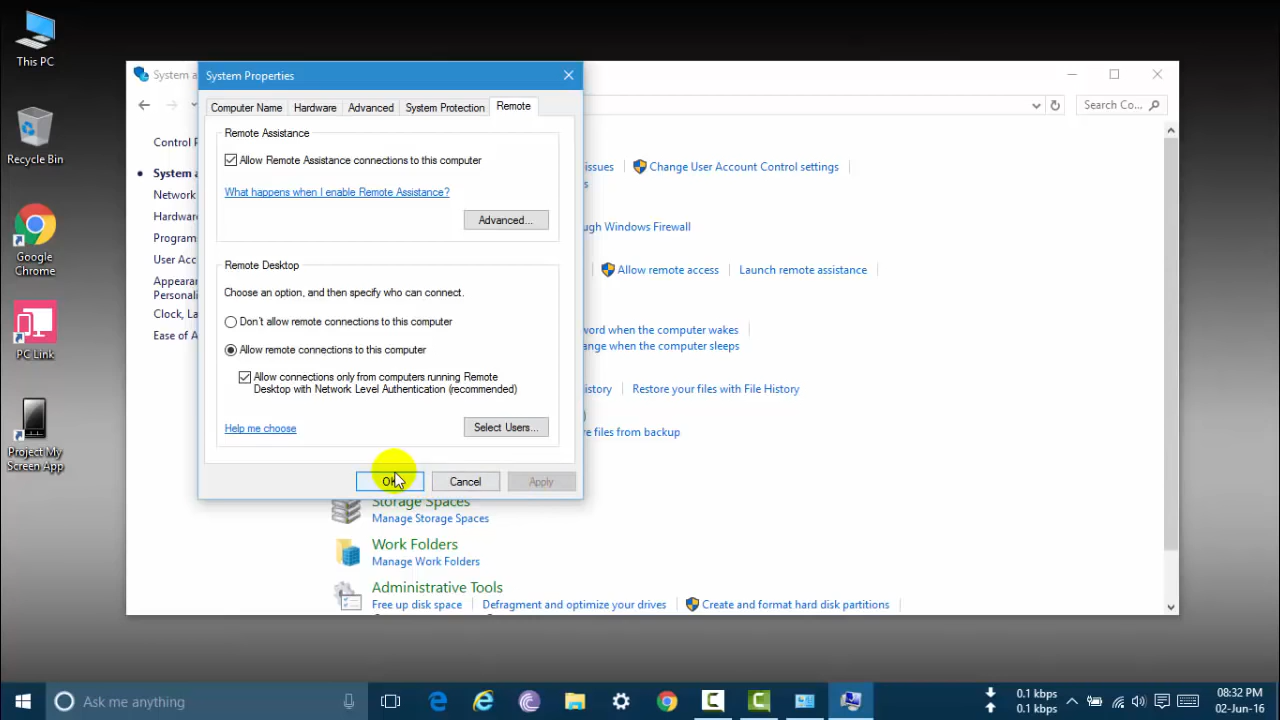 This PC
Recycle Bin
Google
Chrome
PC Link
Project My
Screen App
System a
Search Co...
Control P
System a
Network
Hardware
Program
User Acc
Appearan
Personali
Clock, La
Ease of A
System Properties
Computer Name
Hardware
Advanced
System Protection
Remote
Remote Assistance
Allow Remote Assistance connections to this computer
What happens when I enable Remote Assistance?
Advanced...
Remote Desktop
Choose an option, and then specify who can connect.
Don't allow remote connections to this computer
Allow remote connections to this computer
Allow connections only from computers running Remote
Desktop with Network Level Authentication (recommended)
Help me choose
Select Users...
OK
Cancel
Apply
issues
Change User Account Control settings
s
ugh Windows Firewall
Allow remote access
Launch remote assistance
word when the computer wakes
ange when the computer sleeps
istory
Restore your files with File History
)
re files from backup
Storage Spaces
Manage Storage Spaces
Work Folders
Manage Work Folders
Administrative Tools
Free up disk space
Defragment and optimize your drives
Create and format hard disk partitions
Ask me anything
0.1 kbps
0.1 kbps
08:32 PM
02-Jun-16